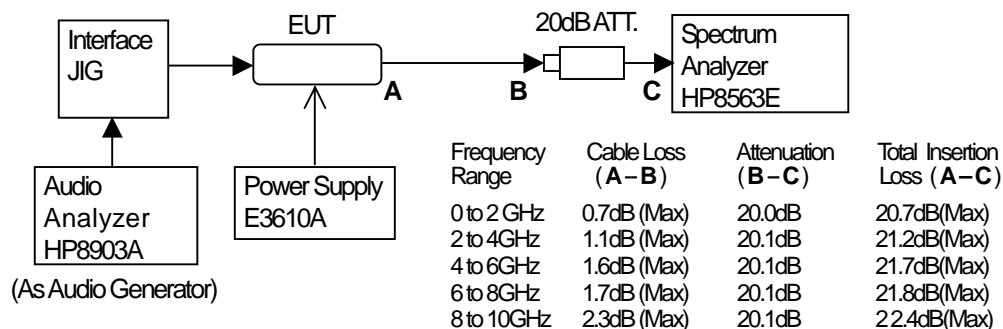 Interface
JIG
EUT
A
B
20dB ATT.
C
Spectrum
Analyzer
HP8563E
Audio
Analyzer
HP8903A
(As Audio Generator)
Power Supply
E3610A
Frequency Range Cable Loss (A–B) Attenuation (B–C) Total Insertion Loss (A–C)
0 to 2 GHz 0.7dB (Max) 20.0dB 20.7dB(Max)
2 to 4GHz 1.1dB (Max) 20.1dB 21.2dB(Max)
4 to 6GHz 1.6dB (Max) 20.1dB 21.7dB(Max)
6 to 8GHz 1.7dB (Max) 20.1dB 21.8dB(Max)
8 to 10GHz 2.3dB (Max) 20.1dB 22.4dB(Max)